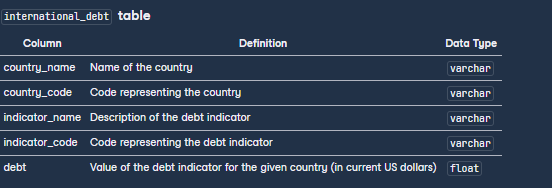 international_debt table
Column Definition Data Type
country_name Name of the country varchar
country_code Code representing the country varchar
indicator_name Description of the debt indicator varchar
indicator_code Code representing the debt indicator varchar
debt Value of the debt indicator for the given country (in current US dollars) float